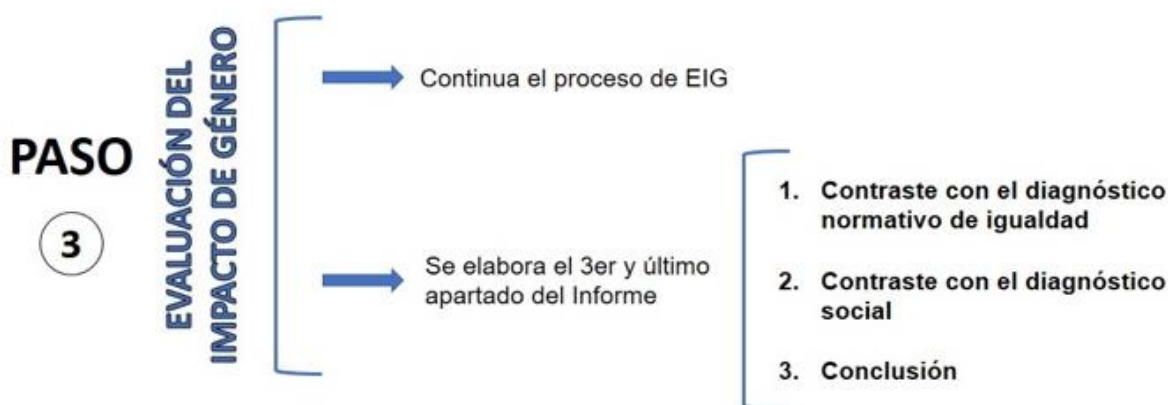 PASO
3
EVALUACIÓN DEL
IMPACTO DE GÉNERO
Continua el proceso de EIG
Se elabora el 3er y último
apartado del Informe
1. Contraste con el diagnóstico
normativo de igualdad
2. Contraste con el diagnóstico
social
3. Conclusión